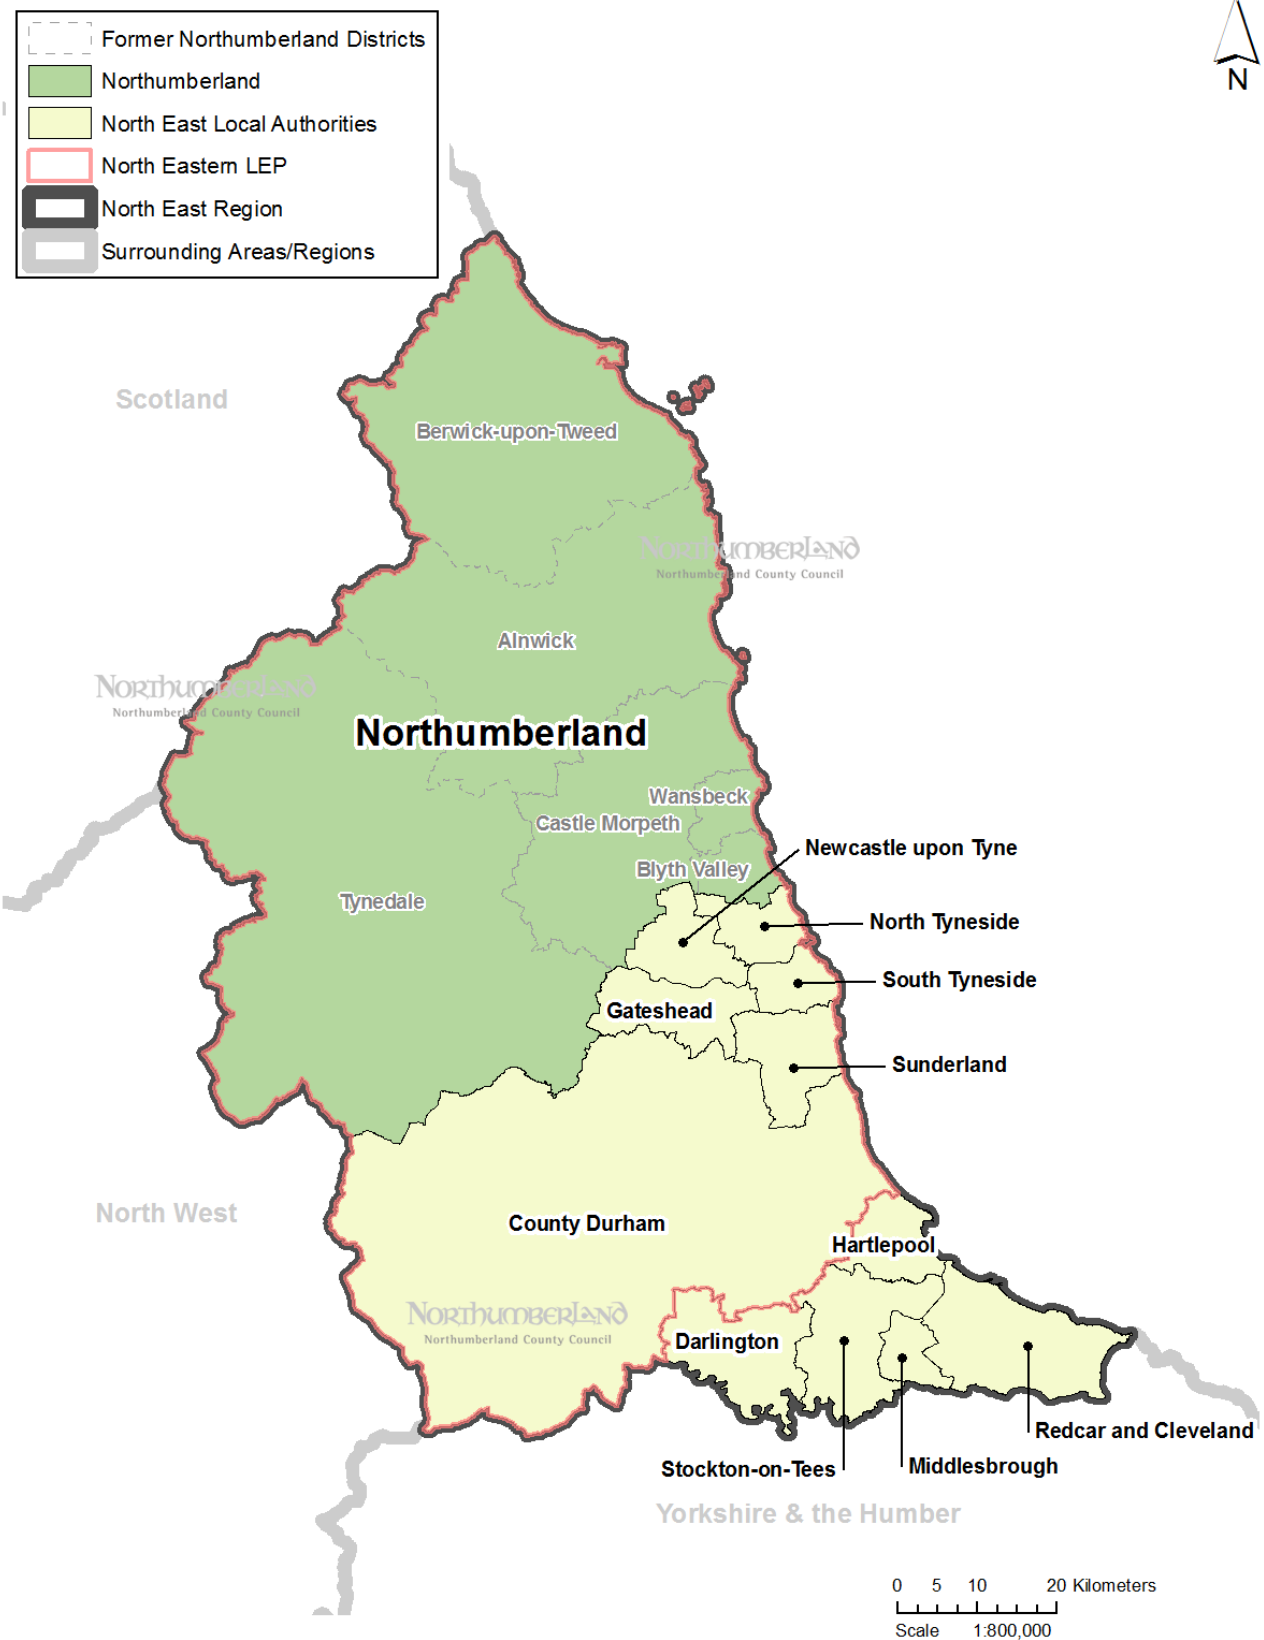 Former Northumberland Districts
Northumberland
North East Local Authorities
North Eastern LEP
North East Region
Surrounding Areas/Regions
N
Scotland
Berwick-upon-Tweed
Northumberland
Northumberland County Council
Alnwick
Northumberland
Northumberland County Council
Northumberland
Wansbeck
Castle Morpeth
Newcastle upon Tyne
Blyth Valley
Tynedale
North Tyneside
South Tyneside
Gateshead
Sunderland
North West
County Durham
Hartlepool
Northumberland
Northumberland County Council
Darlington
Redcar and Cleveland
Stockton-on-Tees
Middlesbrough
Yorkshire & the Humber
0 5 10 20 Kilometers
Scale 1:800,000